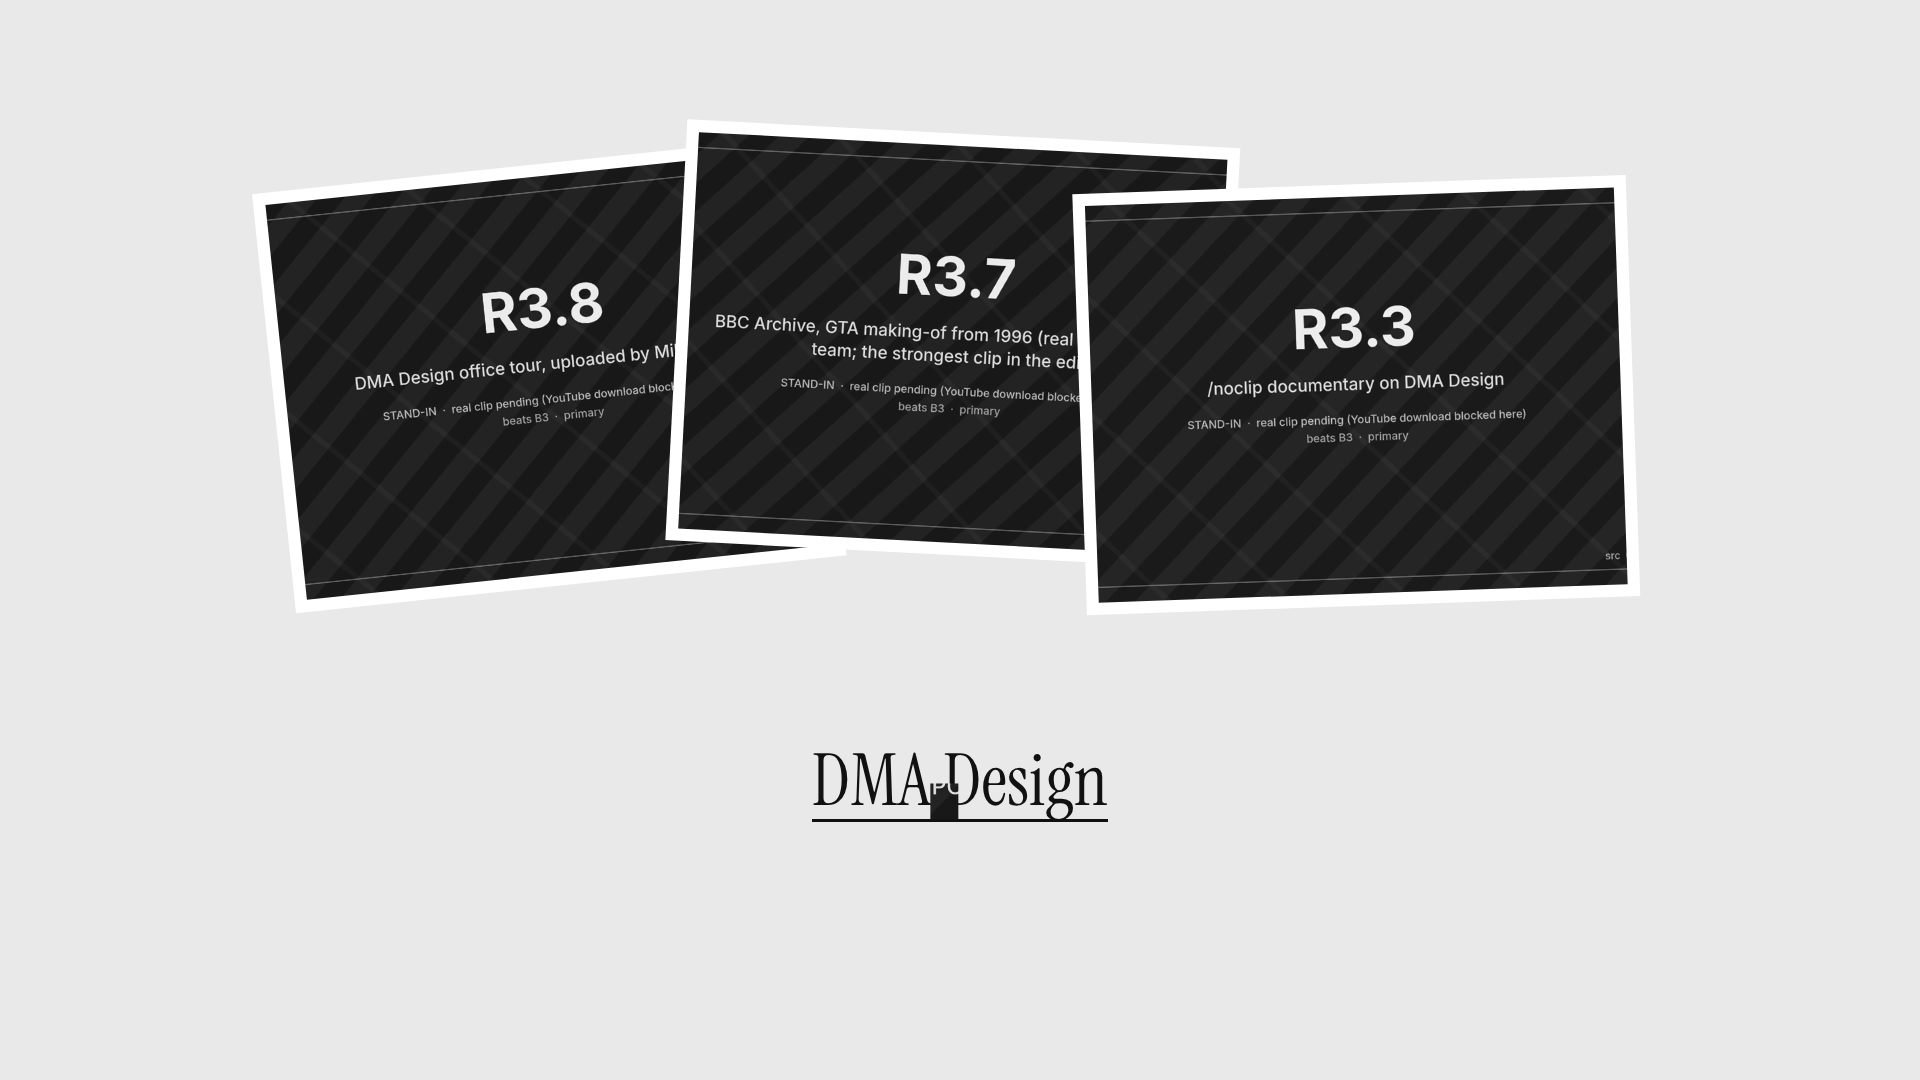 R3.8
DMA Design office tour, uploaded by
STAND-IN · real clip pending (YouTube download
beats B3 · primary
R3.7
BBC Archive, GTA making-of from 1996 (real
team; the strongest clip in the
STAND-IN · real clip pending (YouTube download
beats B3 · primary
R3.3
/noclip documentary on DMA Design
STAND-IN · real clip pending (YouTube download blocked here)
beats B3 · primary
src
DMA Design